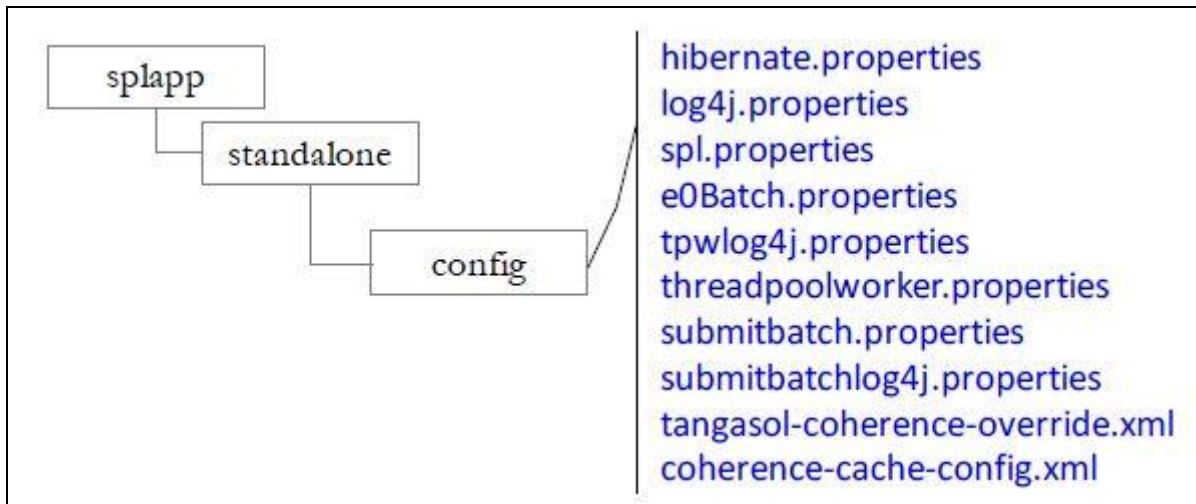 splapp
standalone
config
hibernate.properties
log4j.properties
spl.properties
e0Batch.properties
tpwlog4j.properties
threadpoolworker.properties
submitbatch.properties
submitbatchlog4j.properties
tangasol-coherence-override.xml
coherence-cache-config.xml